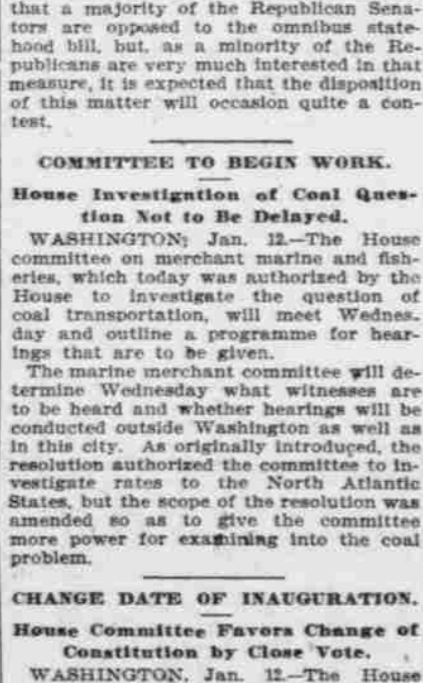 that a majority of the Republican Sena-
tors are opposed to the omnibus state-
hood bill, but, as a minority of the Re-
publicans are very much interested in that
measure, it is expected that the disposition
of this matter will occasion quite a con-
test.
COMMITTEE TO BEGIN WORK.
House Investigation of Coal Ques-
tion Not to Be Delayed.
WASHINGTON, Jan. 12.—The House
committee on merchant marine and fish-
eries, which today was authorized by the
House to investigate the question of
coal transportation, will meet Wednes-
day and outline a programme for hear-
ings that are to be given.
The marine merchant committee will de-
termine Wednesday what witnesses are
to be heard and whether hearings will be
conducted outside Washington as well as
in this city. As originally introduced, the
resolution authorized the committee to in-
vestigate rates to the North Atlantic
States, but the scope of the resolution was
amended so as to give the committee
more power for examining into the coal
problem.
CHANGE DATE OF INAUGURATION.
House Committee Favors Change of
Constitution by Close Vote.
WASHINGTON, Jan. 12.—The House